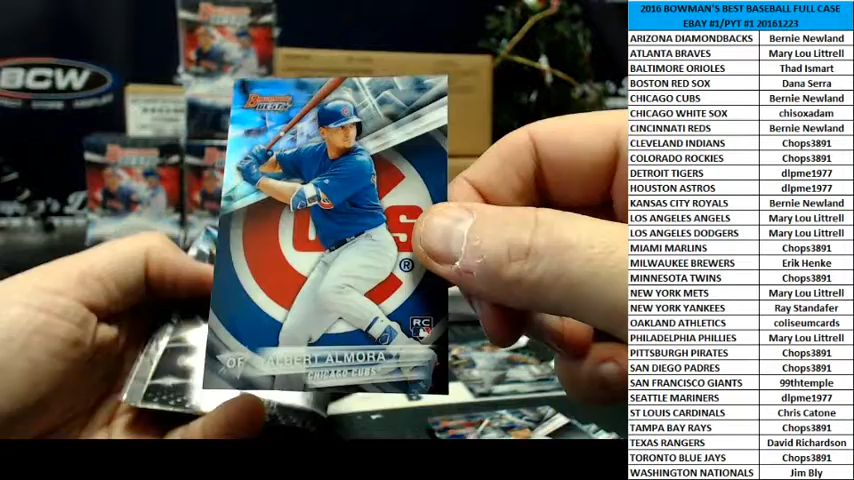 BCW
Bowman's
BEST
CUBS
®
RC
OF ALBERT ALMORA
CHICAGO CUBS
2016 BOWMAN'S BEST BASEBALL FULL CASE
EBAY #1/PYT #1 20161223
ARIZONA DIAMONDBACKS Bernie Newland
ATLANTA BRAVES Mary Lou Littrell
BALTIMORE ORIOLES Thad Ismart
BOSTON RED SOX Dana Serra
CHICAGO CUBS Bernie Newland
CHICAGO WHITE SOX chisoxadam
CINCINNATI REDS Bernie Newland
CLEVELAND INDIANS Chops3891
COLORADO ROCKIES Chops3891
DETROIT TIGERS dlpme1977
HOUSTON ASTROS dlpme1977
KANSAS CITY ROYALS Bernie Newland
LOS ANGELES ANGELS Mary Lou Littrell
LOS ANGELES DODGERS Mary Lou Littrell
MIAMI MARLINS Chops3891
MILWAUKEE BREWERS Erik Henke
MINNESOTA TWINS Chops3891
NEW YORK METS Mary Lou Littrell
NEW YORK YANKEES Ray Standafer
OAKLAND ATHLETICS coliseumcards
PHILADELPHIA PHILLIES Mary Lou Littrell
PITTSBURGH PIRATES Chops3891
SAN DIEGO PADRES Chops3891
SAN FRANCISCO GIANTS 99thtemple
SEATTLE MARINERS dlpme1977
ST LOUIS CARDINALS Chris Catone
TAMPA BAY RAYS Chops3891
TEXAS RANGERS David Richardson
TORONTO BLUE JAYS Chops3891
WASHINGTON NATIONALS Jim Bly